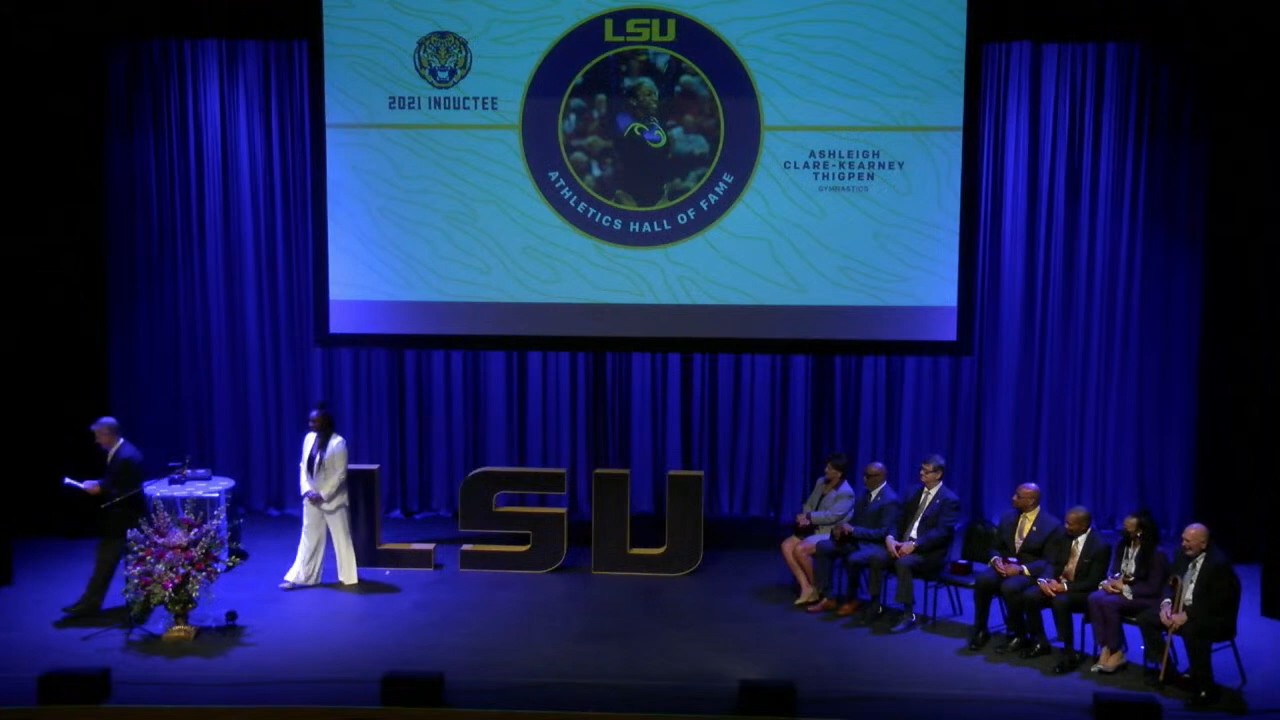 LSU
2021 INDUCTEE
ATHLETICS HALL OF FAME
ASHLEIGH
CLARE-KEARNEY
THIGPEN
GYMNASTICS
LSU